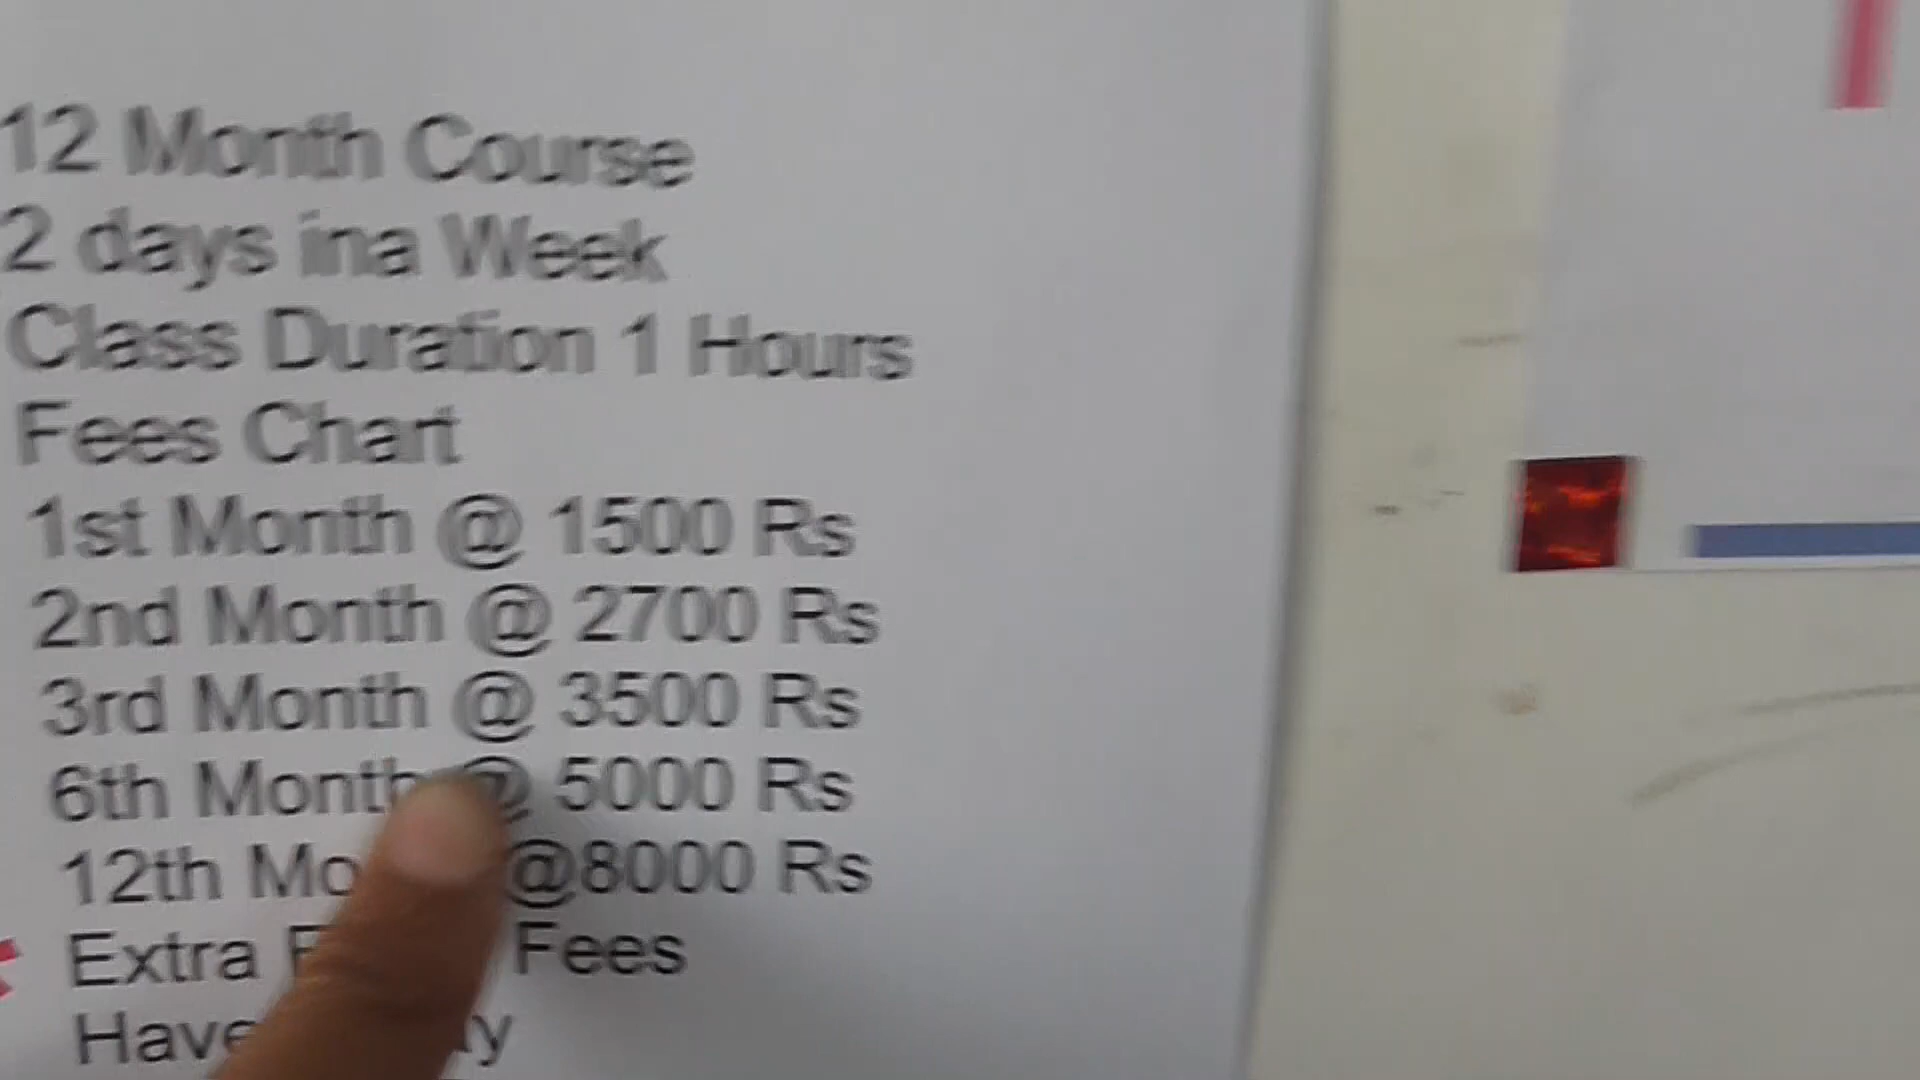 12 Month Course
2 days ina Week
Class Duration 1 Hours
Fees Chart
1st Month @ 1500 Rs
2nd Month @ 2700 Rs
3rd Month @ 3500 Rs
6th Month @ 5000 Rs
12th @8000 Rs
Extra Fees
Have